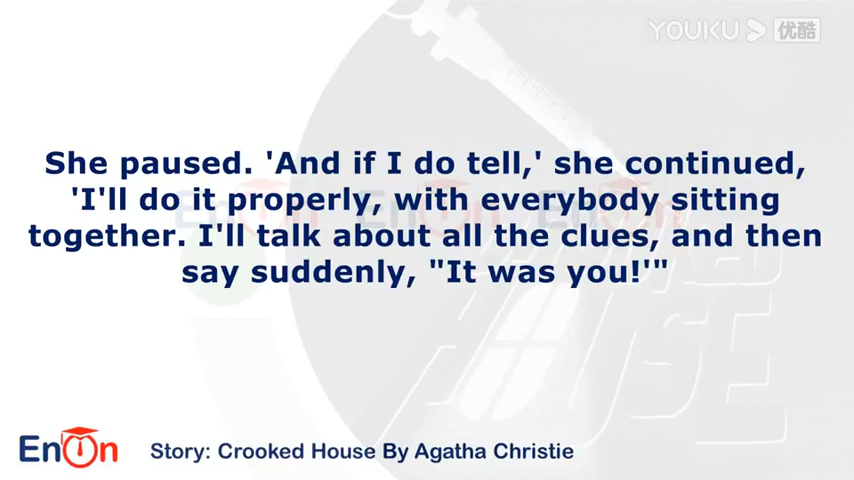 YOUKU 优酷
She paused. 'And if I do tell,' she continued,
'I'll do it properly, with everybody sitting
together. I'll talk about all the clues, and then
say suddenly, "It was you!'"
HOUSE
EnOn
Story: Crooked House By Agatha Christie